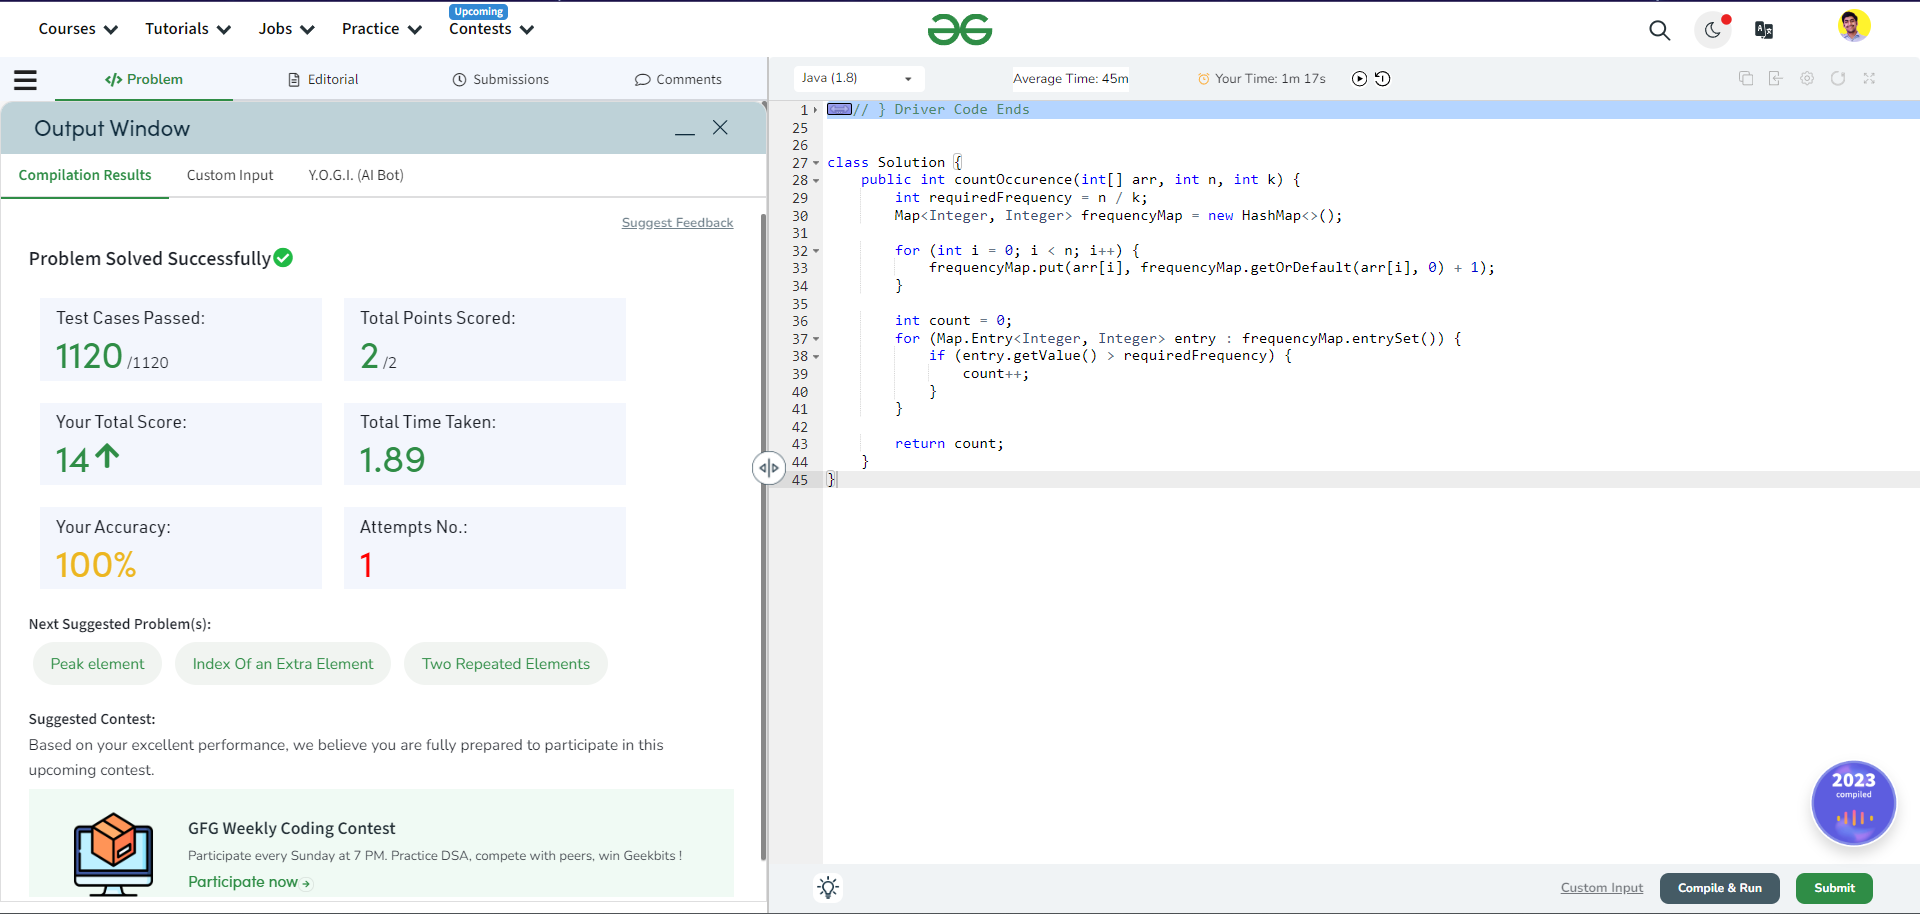 Courses
Tutorials
Jobs
Practice
Upcoming
Contests
Problem
Editorial
Submissions
Comments
Output Window
Compilation Results
Custom Input
Y.O.G.I. (AI Bot)
Suggest Feedback
Problem Solved Successfully
Test Cases Passed:
1120 /1120
Total Points Scored:
2 /2
Your Total Score:
14
Total Time Taken:
1.89
Your Accuracy:
100%
Attempts No.:
1
Next Suggested Problem(s):
Peak element
Index Of an Extra Element
Two Repeated Elements
Suggested Contest:
Based on your excellent performance, we believe you are fully prepared to participate in this
upcoming contest.
GFG Weekly Coding Contest
Participate every Sunday at 7 PM. Practice DSA, compete with peers, win Geekbits !
Participate now
Java (1.8)
Average Time: 45m
Your Time: 1m 17s
1 // } Driver Code Ends
25
26
27 class Solution {
28     public int countOccurence(int[] arr, int n, int k) {
29         int requiredFrequency = n / k;
30         Map<Integer, Integer> frequencyMap = new HashMap<>();
31
32         for (int i = 0; i < n; i++) {
33             frequencyMap.put(arr[i], frequencyMap.getOrDefault(arr[i], 0) + 1);
34         }
35
36         int count = 0;
37         for (Map.Entry<Integer, Integer> entry : frequencyMap.entrySet()) {
38             if (entry.getValue() > requiredFrequency) {
39                 count++;
40             }
41         }
42
43         return count;
44     }
45 }
2023
compiled
Custom Input
Compile & Run
Submit